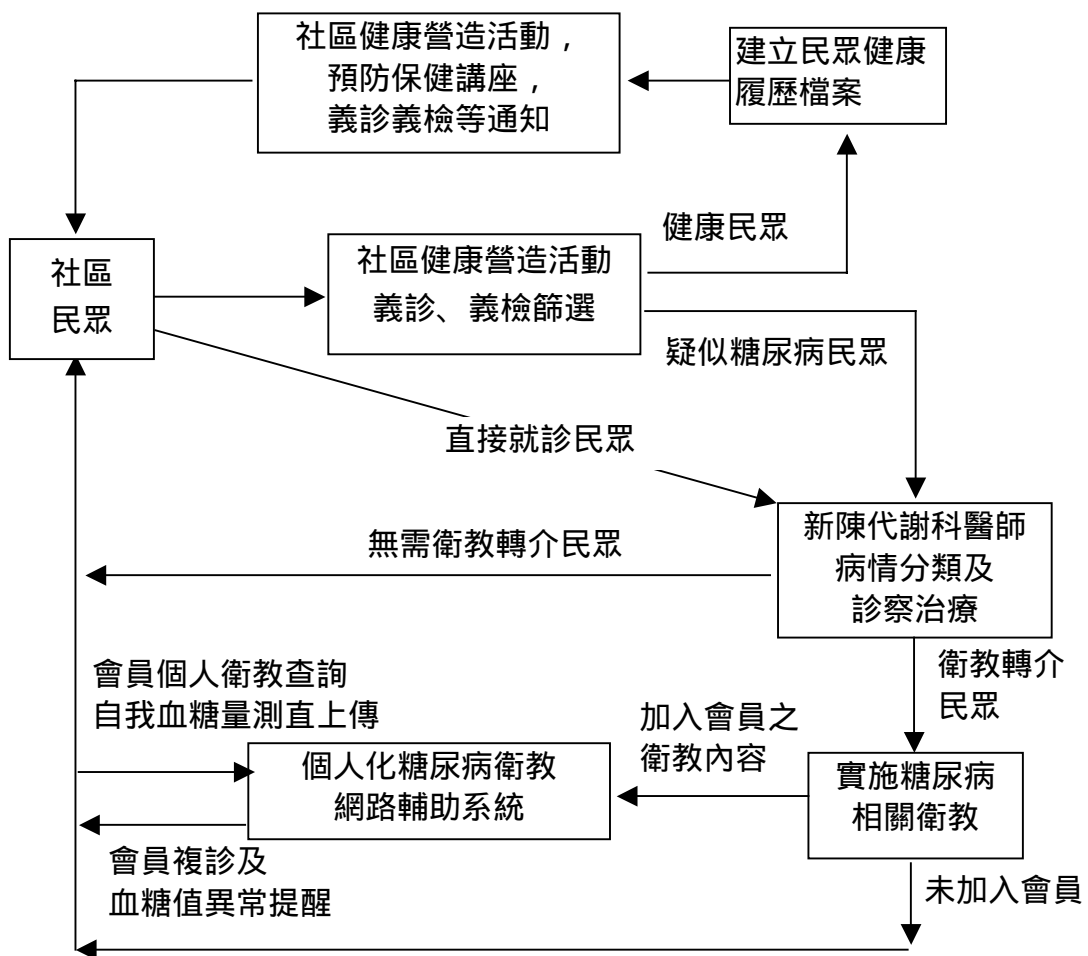 社區健康營造活動，
預防保健講座，
義診義檢等通知
建立民眾健康
履歷檔案
健康民眾
社區
民眾
社區健康營造活動
義診、義檢篩選
疑似糖尿病民眾
直接就診民眾
無需衛教轉介民眾
新陳代謝科醫師
病情分類及
診察治療
衛教轉介
民眾
會員個人衛教查詢
自我血糖量測直上傳
加入會員之
衛教內容
個人化糖尿病衛教
網路輔助系統
實施糖尿病
相關衛教
會員複診及
血糖值異常提醒
未加入會員